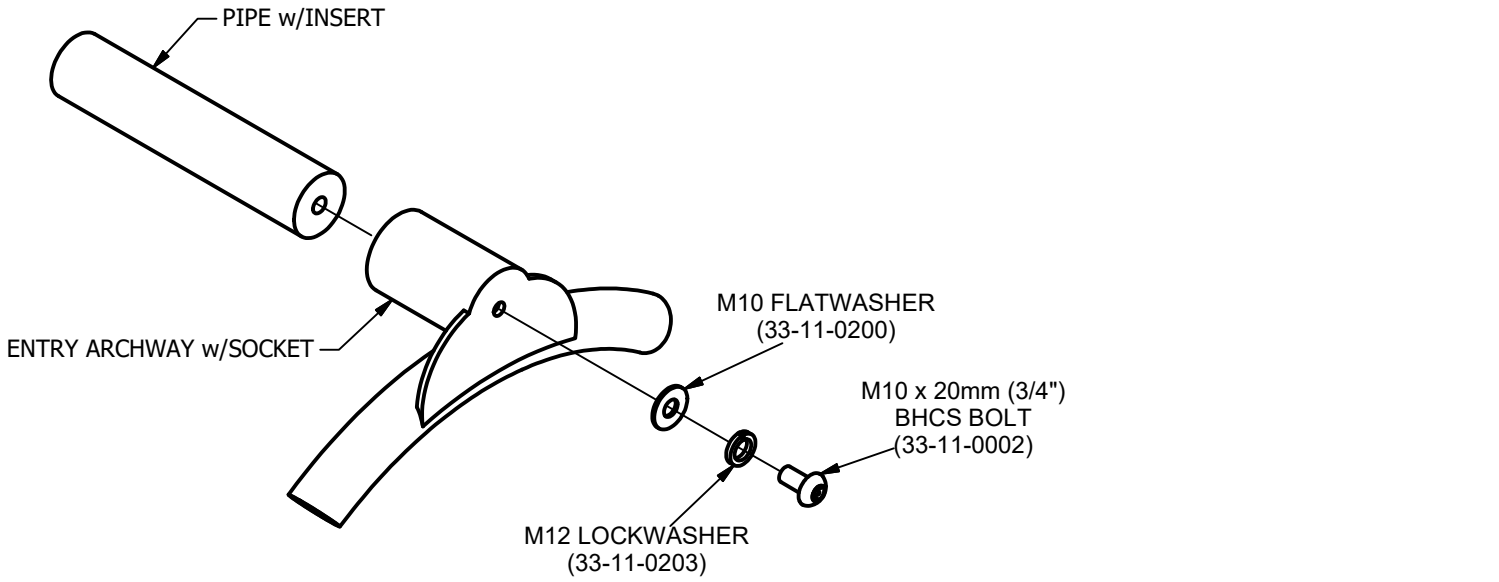 PIPE w/INSERT
ENTRY ARCHWAY w/SOCKET
M10 FLATWASHER
(33-11-0200)
M10 x 20mm (3/4")
BHCS BOLT
(33-11-0002)
M12 LOCKWASHER
(33-11-0203)